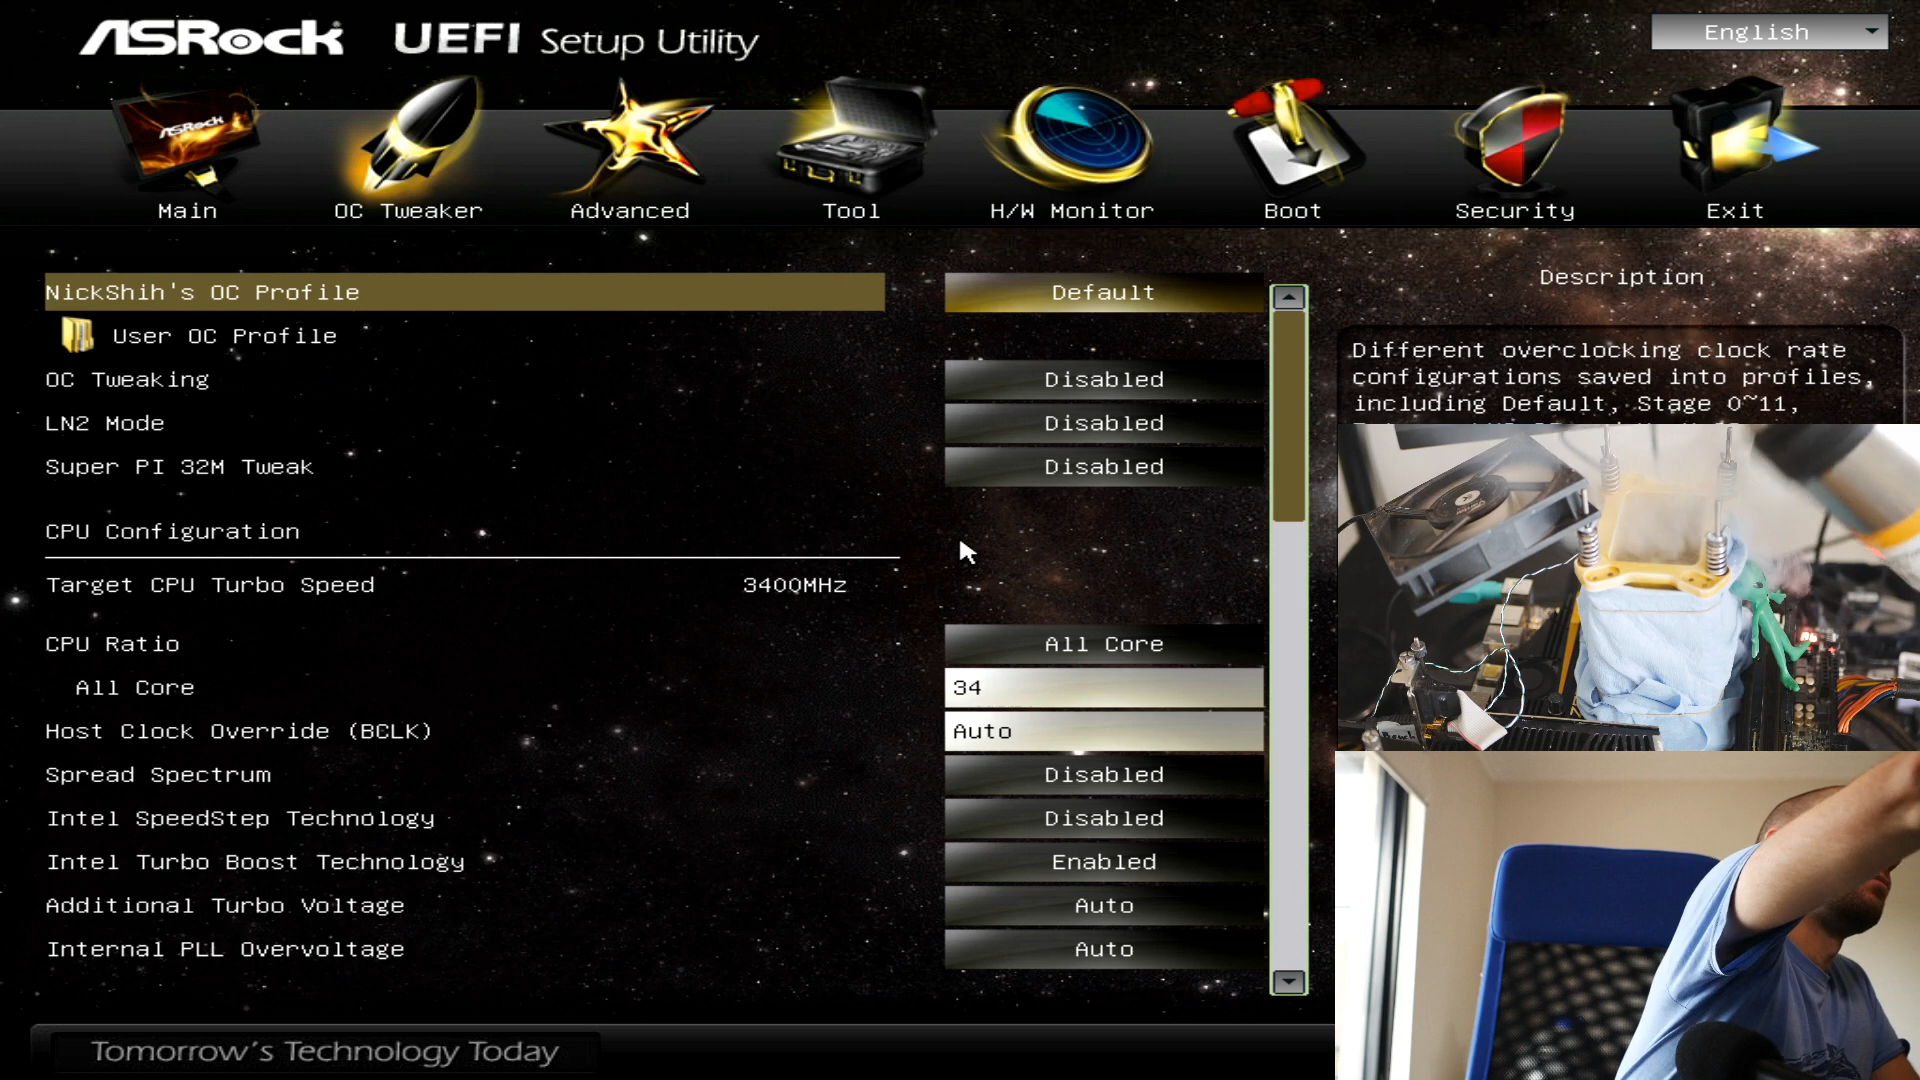 ASRock UEFI Setup Utility
English
Main OC Tweaker Advanced Tool H/W Monitor Boot Security Exit
NickShih's OC Profile Default
User OC Profile
OC Tweaking Disabled
LN2 Mode Disabled
Super PI 32M Tweak Disabled
CPU Configuration
Target CPU Turbo Speed 3400MHz
CPU Ratio All Core
All Core 34
Host Clock Override (BCLK) Auto
Spread Spectrum Disabled
Intel SpeedStep Technology Disabled
Intel Turbo Boost Technology Enabled
Additional Turbo Voltage Auto
Internal PLL Overvoltage Auto
Description
Different overclocking clock rate
configurations saved into profiles,
including Default, Stage 0~11,
Tomorrow's Technology Today